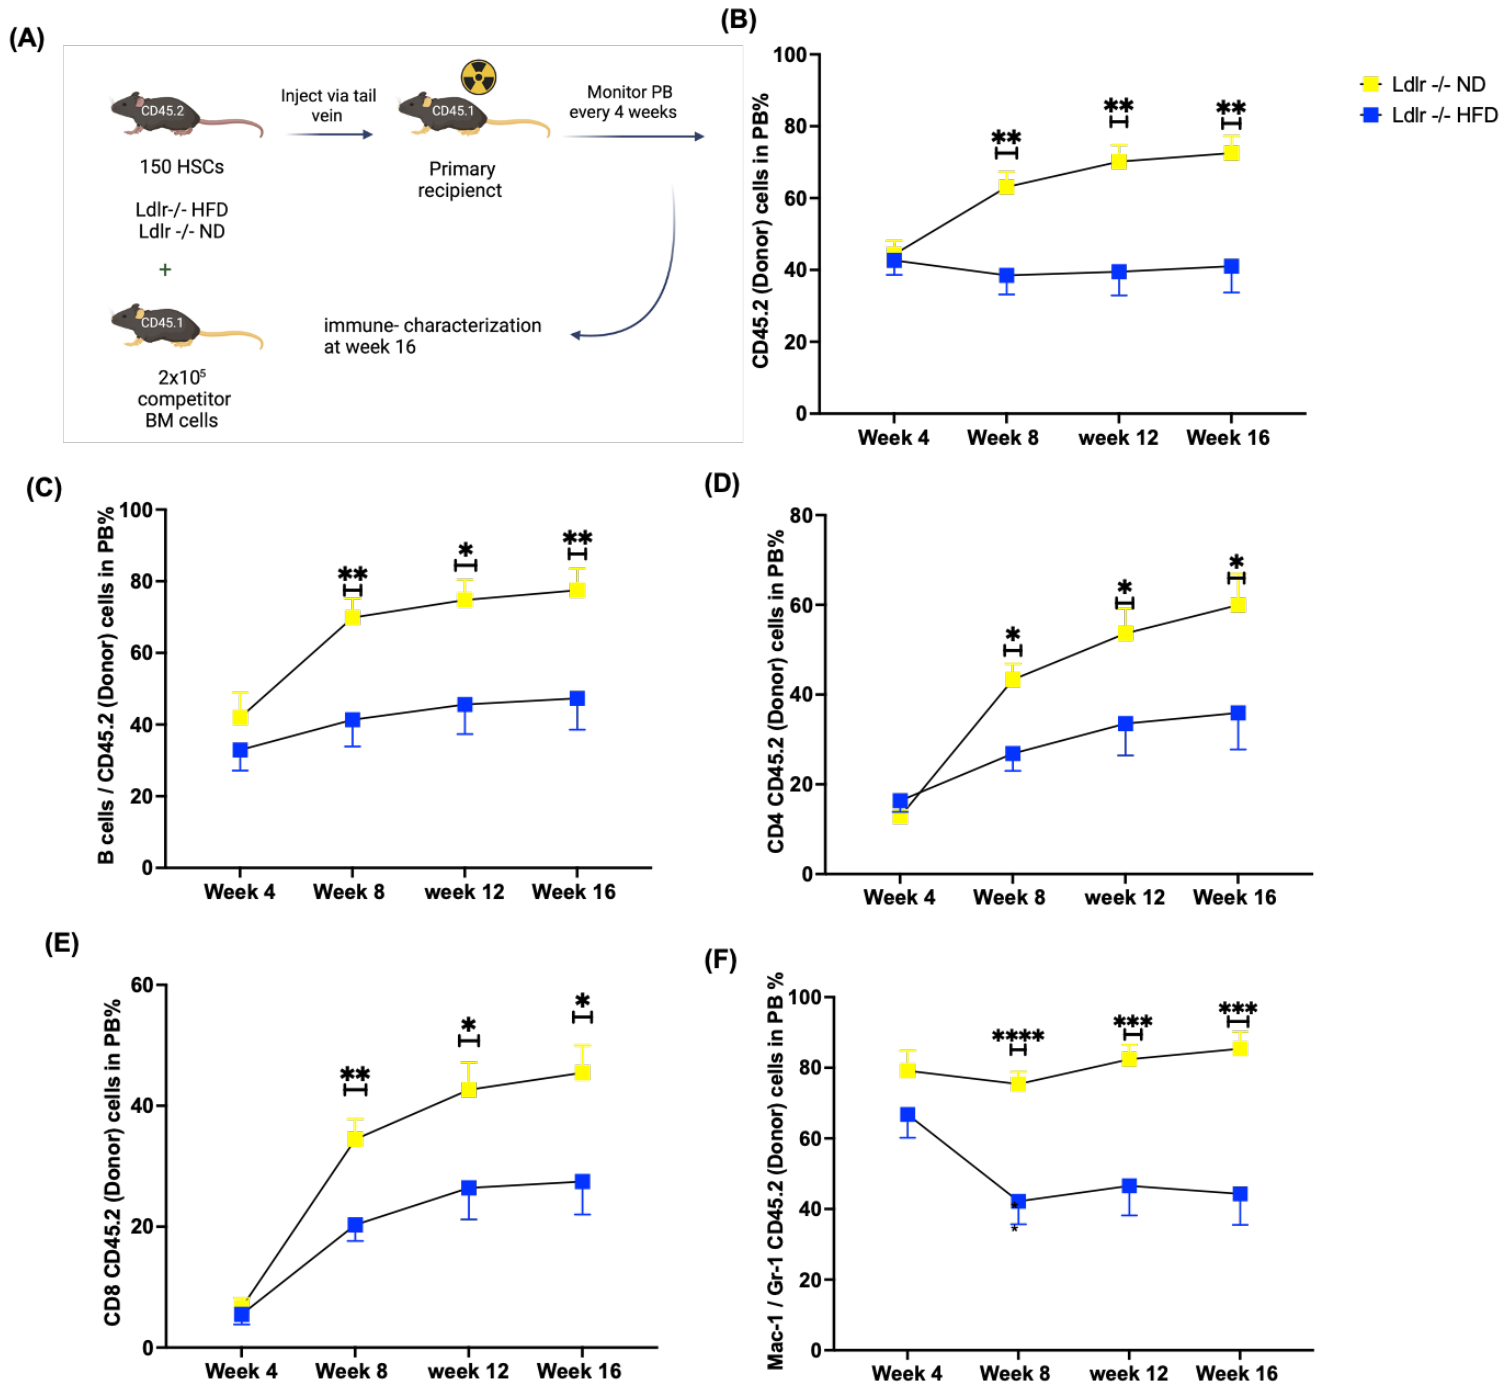 (A)
CD45.2
150 HSCs
Ldlr-/- HFD
Ldlr -/- ND
+
CD45.1
2x10⁵
competitor
BM cells
Inject via tail
vein
CD45.1
Primary
recipienct
Monitor PB
every 4 weeks
immune- characterization
at week 16
(B)
CD45.2 (Donor) cells in PB%
100
80
60
40
20
0
** ** **
Week 4 Week 8 week 12 Week 16
Ldlr -/- ND
Ldlr -/- HFD
(C)
B cells / CD45.2 (Donor) cells in PB%
100
80
60
40
20
0
** * **
Week 4 Week 8 week 12 Week 16
(D)
CD4 CD45.2 (Donor) cells in PB%
80
60
40
20
0
* * *
Week 4 Week 8 week 12 Week 16
(E)
CD8 CD45.2 (Donor) cells in PB%
60
40
20
0
** * *
Week 4 Week 8 week 12 Week 16
(F)
Mac-1 / Gr-1 CD45.2 (Donor) cells in PB %
100
80
60
40
20
0
**** *** ***
*
*
Week 4 Week 8 week 12 Week 16